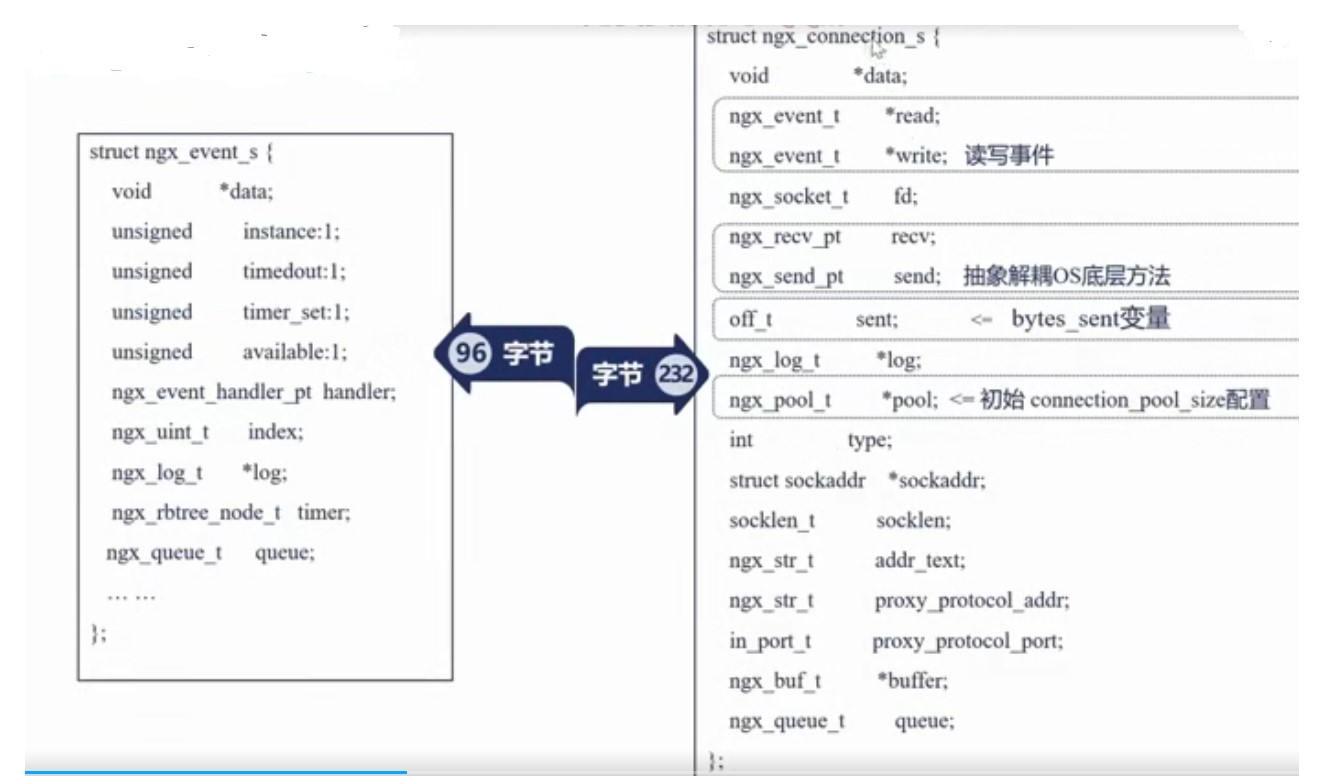 struct ngx_event_s {
void *data;
unsigned instance:1;
unsigned timedout:1;
unsigned timer_set:1;
unsigned available:1;
ngx_event_handler_pt handler;
ngx_uint_t index;
ngx_log_t *log;
ngx_rbtree_node_t timer;
ngx_queue_t queue;
... ...
};
96 字节
字节 232
struct ngx_connection_s {
void *data;
ngx_event_t *read;
ngx_event_t *write; 读写事件
ngx_socket_t fd;
ngx_recv_pt recv;
ngx_send_pt send; 抽象解耦OS底层方法
off_t sent; <= bytes_sent变量
ngx_log_t *log;
ngx_pool_t *pool; <= 初始 connection_pool_size配置
int type;
struct sockaddr *sockaddr;
socklen_t socklen;
ngx_str_t addr_text;
ngx_str_t proxy_protocol_addr;
in_port_t proxy_protocol_port;
ngx_buf_t *buffer;
ngx_queue_t queue;
};